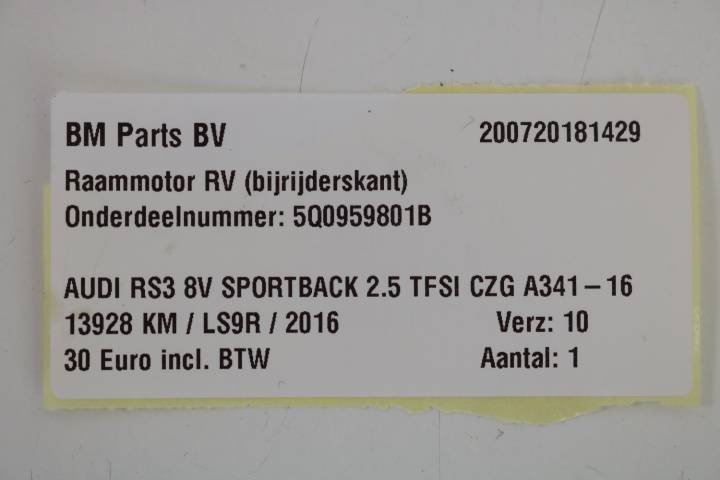 BM Parts BV 200720181429
Raammotor RV (bijrijderskant)
Onderdeelnummer: 5Q0959801B
AUDI RS3 8V SPORTBACK 2.5 TFSI CZG A341-16
13928 KM / LS9R / 2016 Verz: 10
30 Euro incl. BTW Aantal: 1